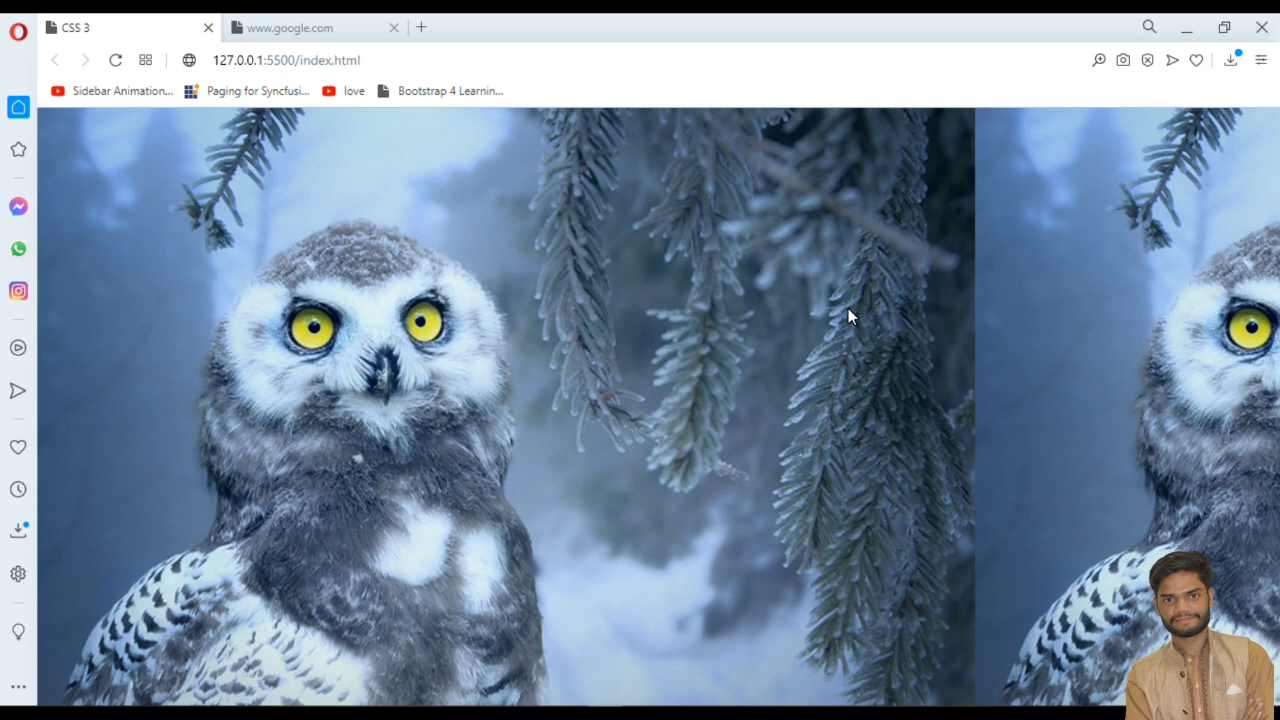 CSS 3
www.google.com
127.0.0.1:5500/index.html
Sidebar Animation...
Paging for Syncfusi...
love
Bootstrap 4 Learnin...